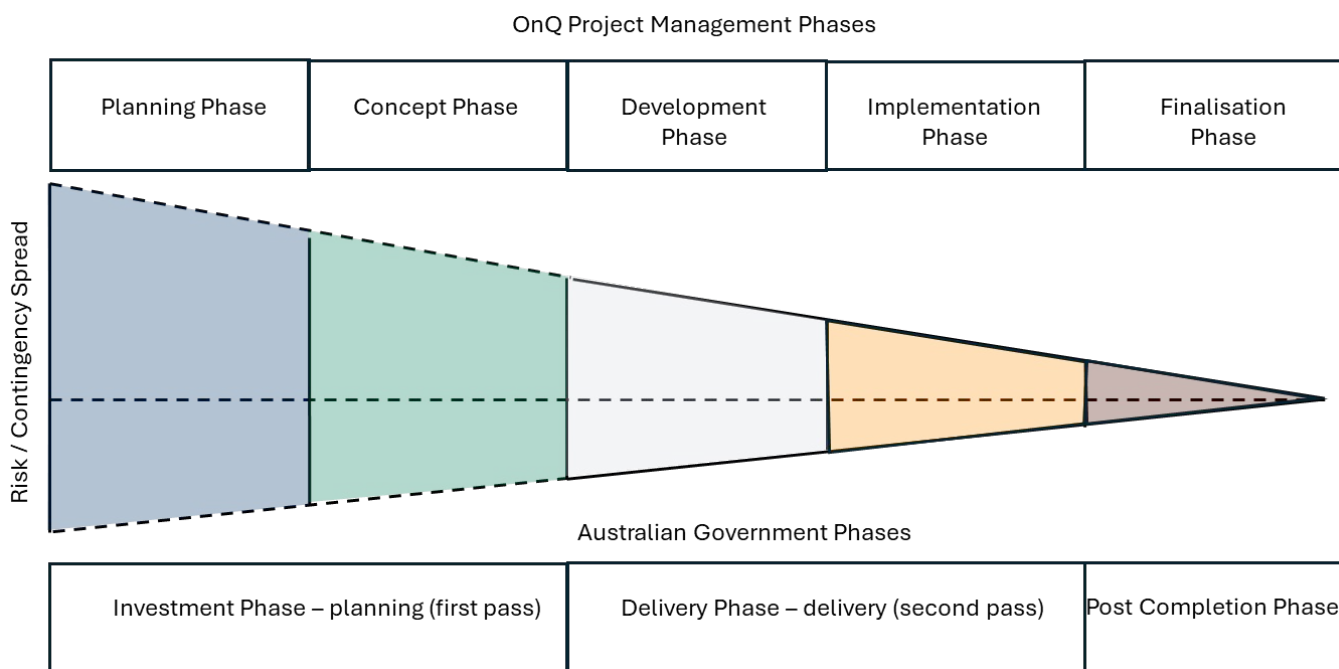 OnQ Project Management Phases
Planning Phase
Concept Phase
Development
Phase
Implementation
Phase
Finalisation
Phase
Risk / Contingency Spread
Australian Government Phases
Investment Phase – planning (first pass)
Delivery Phase – delivery (second pass)
Post Completion Phase